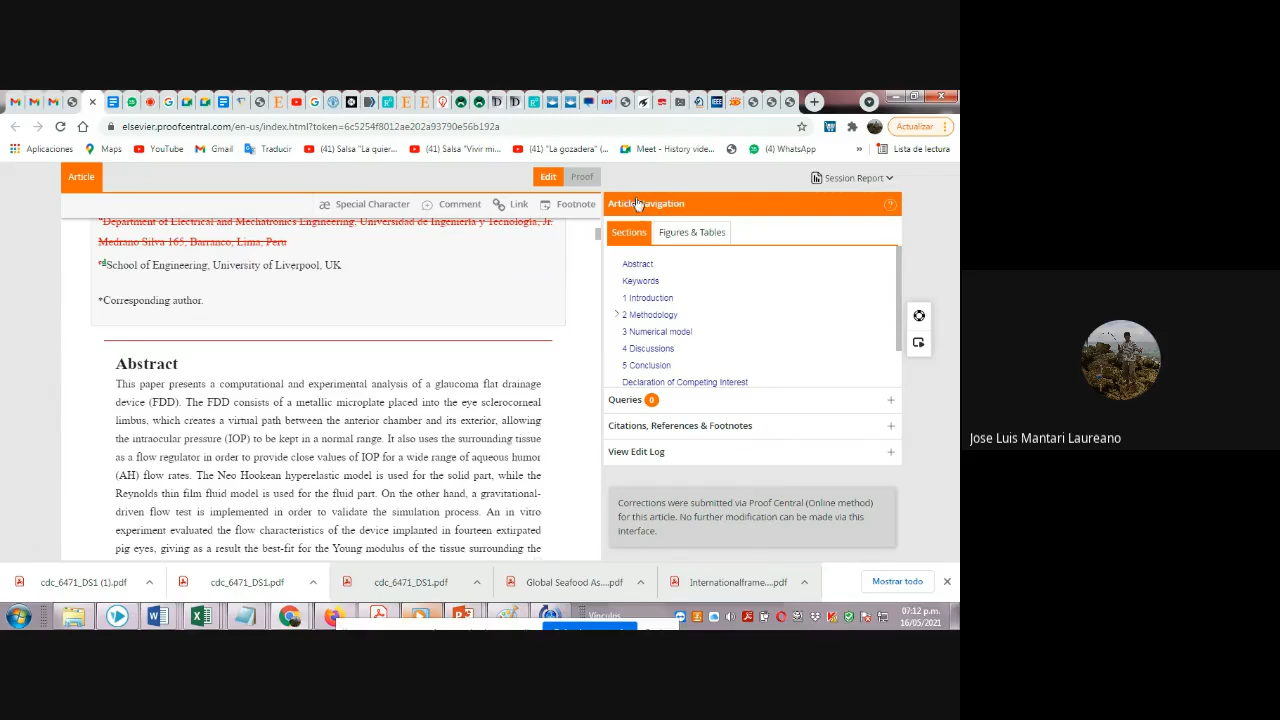 elsevier.proofcentral
us/index.html?token=6c5254f8012ae202a93790e56b192a
Actualizar
Aplicaciones
Maps
YouTube
Gmail
Traducir
(41) Salsa "La quier...
(41) Salsa "Vivir mi...
(41) "La gozadera" (...
Meet - History vide...
(4) WhatsApp
»
Lista de lectura
Article
Edit
Proof
Session Report
æ Special Character
Comment
Link
Footnote
Article Navigation
Sections
Figures & Tables
Department of Electrical and Mechatronics Engineering, Universidad de Ingeniería y Tecnología, Jr.
Medrano Silva 165, Barranco, Lima, Peru
School of Engineering, University of Liverpool, UK
*Corresponding author.
Abstract
This paper presents a computational and experimental analysis of a glaucoma flat drainage
device (FDD). The FDD consists of a metallic microplate placed into the eye sclerocorneal
limbus, which creates a virtual path between the anterior chamber and its exterior, allowing
the intraocular pressure (IOP) to be kept in a normal range. It also uses the surrounding tissue
as a flow regulator in order to provide close values of IOP for a wide range of aqueous humor
(AH) flow rates. The Neo Hookean hyperelastic model is used for the solid part, while the
Reynolds thin film fluid model is used for the fluid part. On the other hand, a gravitational-
driven flow test is implemented in order to validate the simulation process. An in vitro
experiment evaluated the flow characteristics of the device implanted in fourteen extirpated
pig eyes, giving as a result the best-fit for the Young modulus of the tissue surrounding the
Abstract
Keywords
1 Introduction
2 Methodology
3 Numerical model
4 Discussions
5 Conclusion
Declaration of Competing Interest
Queries 0
Citations, References & Footnotes
View Edit Log
Corrections were submitted via Proof Central (Online method)
for this article. No further modification can be made via this
interface.
Jose Luis Mantari Laureano
cdc_6471_DS1 (1).pdf
cdc_6471_DS1.pdf
cdc_6471_DS1.pdf
Global Seafood As....pdf
Internationalframe....pdf
Mostrar todo
Vínculos
07:12 p.m.
16/05/2021